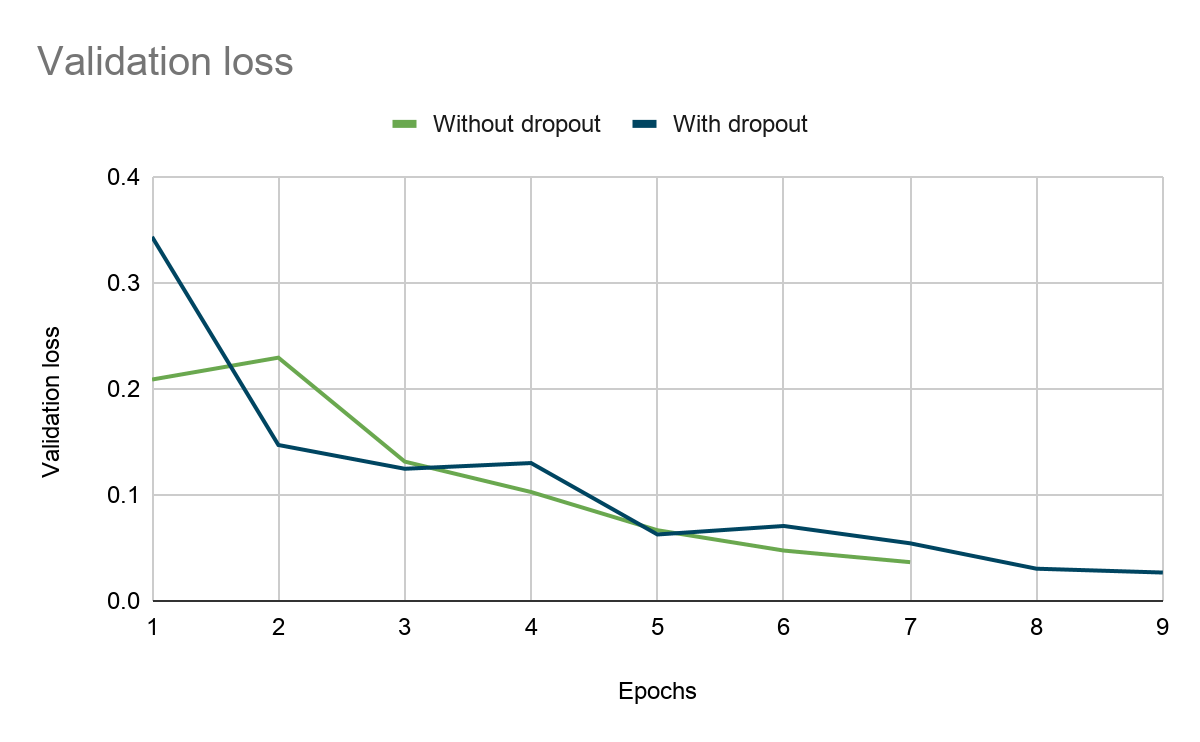 Validation loss
Without dropout With dropout
0.4
0.3
0.2
0.1
0.0
Validation loss
1 2 3 4 5 6 7 8 9
Epochs